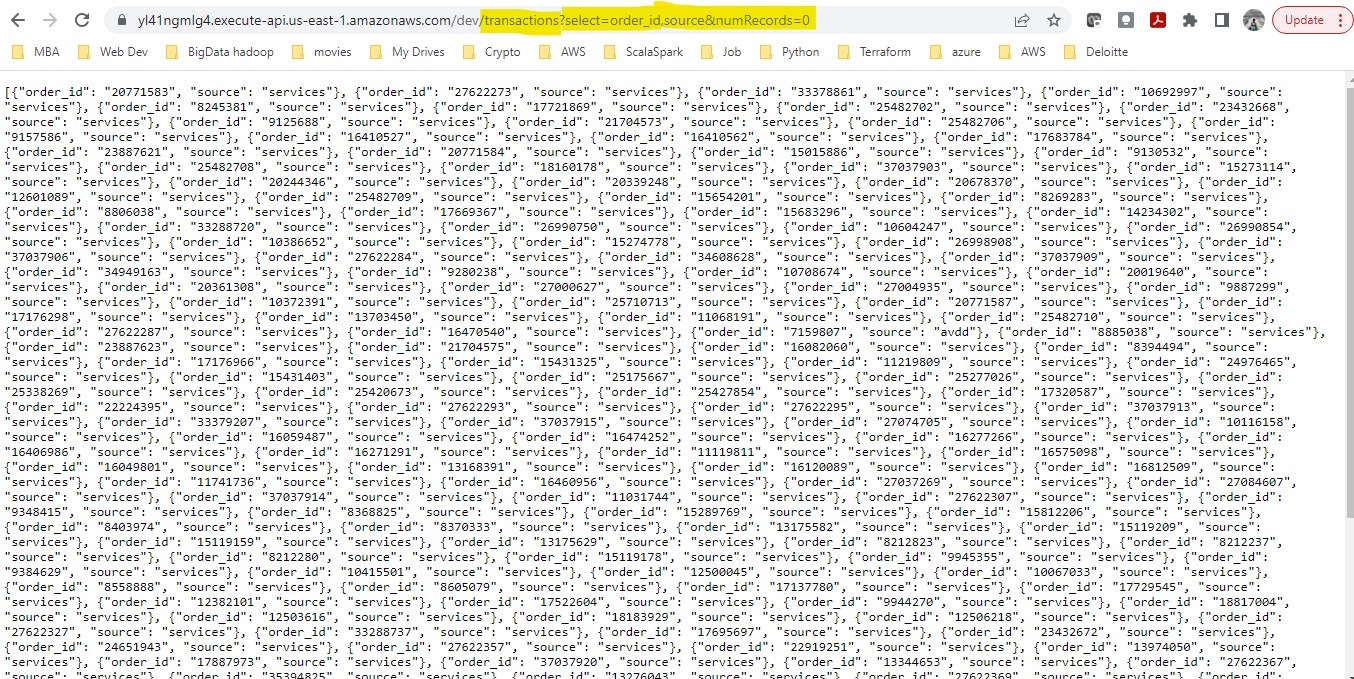 yl41ngmlg4.execute-api.us-east-1.amazonaws.com/dev/transactions?select=order_id,source&numRecords=0
Update
MBA Web Dev BigData hadoop movies My Drives Crypto AWS ScalaSpark Job Python Terraform azure AWS Deloitte
[{"order_id": "20771583", "source": "services"}, {"order_id": "27622273", "source": "services"}, {"order_id": "33378861", "source": "services"}, {"order_id": "10692997", "source":
"services"}, {"order_id": "8245381", "source": "services"}, {"order_id": "17721869", "source": "services"}, {"order_id": "25482702", "source": "services"}, {"order_id": "23432668",
"source": "services"}, {"order_id": "9125688", "source": "services"}, {"order_id": "21704573", "source": "services"}, {"order_id": "25482706", "source": "services"}, {"order_id":
"9157586", "source": "services"}, {"order_id": "16410527", "source": "services"}, {"order_id": "16410562", "source": "services"}, {"order_id": "17683784", "source": "services"},
{"order_id": "23887621", "source": "services"}, {"order_id": "20771584", "source": "services"}, {"order_id": "15015886", "source": "services"}, {"order_id": "9130532", "source":
"services"}, {"order_id": "25482708", "source": "services"}, {"order_id": "18160178", "source": "services"}, {"order_id": "37037903", "source": "services"}, {"order_id": "15273114",
"source": "services"}, {"order_id": "20244346", "source": "services"}, {"order_id": "20339248", "source": "services"}, {"order_id": "20678370", "source": "services"}, {"order_id":
"12601089", "source": "services"}, {"order_id": "25482709", "source": "services"}, {"order_id": "15654201", "source": "services"}, {"order_id": "8269283", "source": "services"},
{"order_id": "8806038", "source": "services"}, {"order_id": "17669367", "source": "services"}, {"order_id": "15683296", "source": "services"}, {"order_id": "14234302", "source":
"services"}, {"order_id": "33288720", "source": "services"}, {"order_id": "26990750", "source": "services"}, {"order_id": "10604247", "source": "services"}, {"order_id": "26990854",
"source": "services"}, {"order_id": "10386652", "source": "services"}, {"order_id": "15274778", "source": "services"}, {"order_id": "26998908", "source": "services"}, {"order_id":
"37037906", "source": "services"}, {"order_id": "27622284", "source": "services"}, {"order_id": "34608628", "source": "services"}, {"order_id": "37037909", "source": "services"},
{"order_id": "34949163", "source": "services"}, {"order_id": "9280238", "source": "services"}, {"order_id": "10708674", "source": "services"}, {"order_id": "20019640", "source":
"services"}, {"order_id": "20361308", "source": "services"}, {"order_id": "27000627", "source": "services"}, {"order_id": "27004935", "source": "services"}, {"order_id": "9887299",
"source": "services"}, {"order_id": "10372391", "source": "services"}, {"order_id": "25710713", "source": "services"}, {"order_id": "20771587", "source": "services"}, {"order_id":
"17176298", "source": "services"}, {"order_id": "13703450", "source": "services"}, {"order_id": "11068191", "source": "services"}, {"order_id": "25482710", "source": "services"},
{"order_id": "27622287", "source": "services"}, {"order_id": "16470540", "source": "services"}, {"order_id": "7159807", "source": "avdd"}, {"order_id": "8885038", "source": "services"},
{"order_id": "23887623", "source": "services"}, {"order_id": "21704575", "source": "services"}, {"order_id": "16082060", "source": "services"}, {"order_id": "8394494", "source":
"services"}, {"order_id": "17176966", "source": "services"}, {"order_id": "15431325", "source": "services"}, {"order_id": "11219809", "source": "services"}, {"order_id": "24976465",
"source": "services"}, {"order_id": "15431403", "source": "services"}, {"order_id": "25175667", "source": "services"}, {"order_id": "25277026", "source": "services"}, {"order_id":
"25338269", "source": "services"}, {"order_id": "25420673", "source": "services"}, {"order_id": "25427854", "source": "services"}, {"order_id": "17320587", "source": "services"},
{"order_id": "22224395", "source": "services"}, {"order_id": "27622293", "source": "services"}, {"order_id": "27622295", "source": "services"}, {"order_id": "37037913", "source":
"services"}, {"order_id": "33379207", "source": "services"}, {"order_id": "37037915", "source": "services"}, {"order_id": "27074705", "source": "services"}, {"order_id": "10116158",
"source": "services"}, {"order_id": "16059487", "source": "services"}, {"order_id": "16474252", "source": "services"}, {"order_id": "16277266", "source": "services"}, {"order_id":
"16406986", "source": "services"}, {"order_id": "16271291", "source": "services"}, {"order_id": "11119811", "source": "services"}, {"order_id": "16575098", "source": "services"},
{"order_id": "16049801", "source": "services"}, {"order_id": "13168391", "source": "services"}, {"order_id": "16120089", "source": "services"}, {"order_id": "16812509", "source":
"services"}, {"order_id": "11741736", "source": "services"}, {"order_id": "16460956", "source": "services"}, {"order_id": "27037269", "source": "services"}, {"order_id": "27084607",
"source": "services"}, {"order_id": "37037914", "source": "services"}, {"order_id": "11031744", "source": "services"}, {"order_id": "27622307", "source": "services"}, {"order_id":
"9348415", "source": "services"}, {"order_id": "8368825", "source": "services"}, {"order_id": "15289769", "source": "services"}, {"order_id": "15812206", "source": "services"},
{"order_id": "8403974", "source": "services"}, {"order_id": "8370333", "source": "services"}, {"order_id": "13175582", "source": "services"}, {"order_id": "15119209", "source":
"services"}, {"order_id": "15119159", "source": "services"}, {"order_id": "13175629", "source": "services"}, {"order_id": "8212823", "source": "services"}, {"order_id": "8212237",
"source": "services"}, {"order_id": "8212280", "source": "services"}, {"order_id": "15119178", "source": "services"}, {"order_id": "9945355", "source": "services"}, {"order_id":
"9384629", "source": "services"}, {"order_id": "10415501", "source": "services"}, {"order_id": "12500045", "source": "services"}, {"order_id": "10067033", "source": "services"},
{"order_id": "8558888", "source": "services"}, {"order_id": "8605079", "source": "services"}, {"order_id": "17137780", "source": "services"}, {"order_id": "17729545", "source":
"services"}, {"order_id": "12382101", "source": "services"}, {"order_id": "17522604", "source": "services"}, {"order_id": "9944270", "source": "services"}, {"order_id": "18817004",
"source": "services"}, {"order_id": "12503616", "source": "services"}, {"order_id": "18183929", "source": "services"}, {"order_id": "12506218", "source": "services"}, {"order_id":
"27622327", "source": "services"}, {"order_id": "33288737", "source": "services"}, {"order_id": "17695697", "source": "services"}, {"order_id": "23432672", "source": "services"},
{"order_id": "24651943", "source": "services"}, {"order_id": "27622357", "source": "services"}, {"order_id": "22919251", "source": "services"}, {"order_id": "13974050", "source":
"services"}, {"order_id": "17887973", "source": "services"}, {"order_id": "37037920", "source": "services"}, {"order_id": "13344653", "source": "services"}, {"order_id": "27622367",
"source": "services"}, {"order_id": "35394825", "source": "services"}, {"order_id": "13276043", "source": "services"}, {"order_id": "27622369", "source": "services"}, {"order_id":